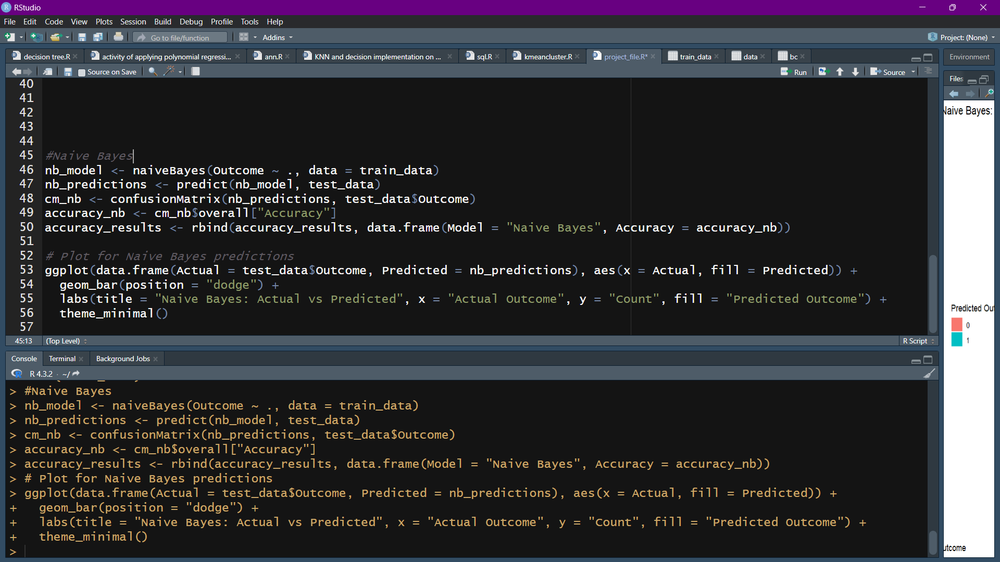 RStudio
File Edit Code View Plots Session Build Debug Profile Tools Help
Go to file/function Addins Project: (None)
decision tree.R activity of applying polynomial regressi... ann.R KNN and decision implementation on ... sql.R kmeancluster.R project_file.R* train_data data bc
Environment
Source on Save Run Source
Files
40
41
42
43
44
45 #Naive Bayes
46 nb_model <- naiveBayes(Outcome ~ ., data = train_data)
47 nb_predictions <- predict(nb_model, test_data)
48 cm_nb <- confusionMatrix(nb_predictions, test_data$Outcome)
49 accuracy_nb <- cm_nb$overall["Accuracy"]
50 accuracy_results <- rbind(accuracy_results, data.frame(Model = "Naive Bayes", Accuracy = accuracy_nb))
51
52 # Plot for Naive Bayes predictions
53 ggplot(data.frame(Actual = test_data$Outcome, Predicted = nb_predictions), aes(x = Actual, fill = Predicted)) +
54 geom_bar(position = "dodge") +
55 labs(title = "Naive Bayes: Actual vs Predicted", x = "Actual Outcome", y = "Count", fill = "Predicted Outcome") +
56 theme_minimal()
57
45:13 (Top Level) R Script
Console Terminal Background Jobs
R 4.3.2 · ~/
> #Naive Bayes
> nb_model <- naiveBayes(Outcome ~ ., data = train_data)
> nb_predictions <- predict(nb_model, test_data)
> cm_nb <- confusionMatrix(nb_predictions, test_data$Outcome)
> accuracy_nb <- cm_nb$overall["Accuracy"]
> accuracy_results <- rbind(accuracy_results, data.frame(Model = "Naive Bayes", Accuracy = accuracy_nb))
> # Plot for Naive Bayes predictions
> ggplot(data.frame(Actual = test_data$Outcome, Predicted = nb_predictions), aes(x = Actual, fill = Predicted)) +
+ geom_bar(position = "dodge") +
+ labs(title = "Naive Bayes: Actual vs Predicted", x = "Actual Outcome", y = "Count", fill = "Predicted Outcome") +
+ theme_minimal()
>
Naive Bayes:
Predicted Out
0
1
utcome